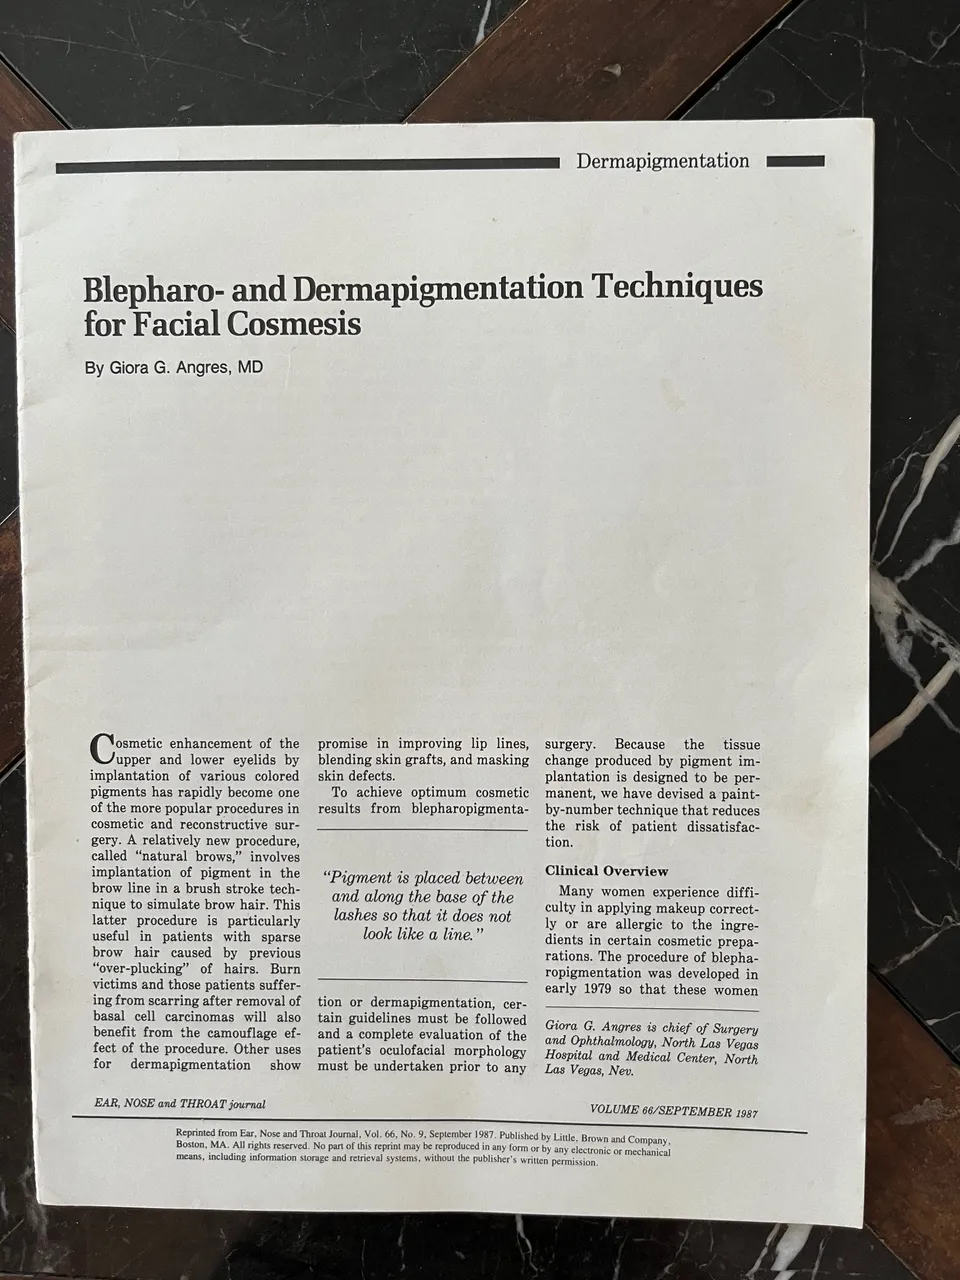 Dermapigmentation
Blepharo- and Dermapigmentation Techniques
for Facial Cosmesis
By Giora G. Angres, MD
Cosmetic enhancement of the
upper and lower eyelids by
implantation of various colored
pigments has rapidly become one
of the more popular procedures in
cosmetic and reconstructive sur-
gery. A relatively new procedure,
called “natural brows,” involves
implantation of pigment in the
brow line in a brush stroke tech-
nique to simulate brow hair. This
latter procedure is particularly
useful in patients with sparse
brow hair caused by previous
“over-plucking” of hairs. Burn
victims and those patients suffer-
ing from scarring after removal of
basal cell carcinomas will also
benefit from the camouflage ef-
fect of the procedure. Other uses
for dermapigmentation show
promise in improving lip lines,
blending skin grafts, and masking
skin defects.
To achieve optimum cosmetic
results from blepharopigmenta-
“Pigment is placed between
and along the base of the
lashes so that it does not
look like a line.”
tion or dermapigmentation, cer-
tain guidelines must be followed
and a complete evaluation of the
patient's oculofacial morphology
must be undertaken prior to any
surgery. Because the tissue
change produced by pigment im-
plantation is designed to be per-
manent, we have devised a paint-
by-number technique that reduces
the risk of patient dissatisfac-
tion.
Clinical Overview
Many women experience diffi-
culty in applying makeup correct-
ly or are allergic to the ingre-
dients in certain cosmetic prepa-
rations. The procedure of blepha-
ropigmentation was developed in
early 1979 so that these women
Giora G. Angres is chief of Surgery
and Ophthalmology, North Las Vegas
Hospital and Medical Center, North
Las Vegas, Nev.
EAR, NOSE and THROAT journal
VOLUME 66/SEPTEMBER 1987
Reprinted from Ear, Nose and Throat Journal, Vol. 66, No. 9, September 1987. Published by Little, Brown and Company,
Boston, MA. All rights reserved. No part of this reprint may be reproduced in any form or by any electronic or mechanical
means, including information storage and retrieval systems, without the publisher's written permission.